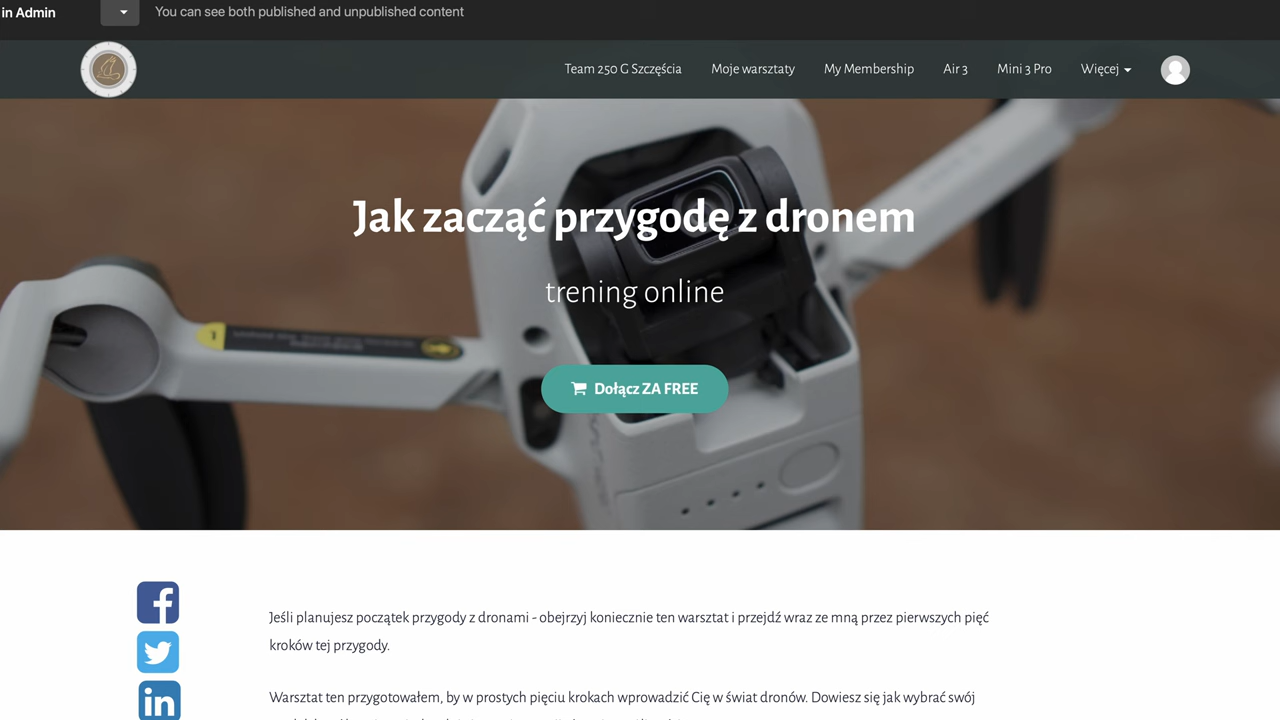 in Admin
You can see both published and unpublished content
Team 250 G Szczęścia
Moje warsztaty
My Membership
Air 3
Mini 3 Pro
Więcej
Jak zacząć przygodę z dronem
trening online
Dołącz ZA FREE
Jeśli planujesz początek przygody z dronami - obejrzyj koniecznie ten warsztat i przejdź wraz ze mną przez pierwszych pięć
kroków tej przygody.
Warsztat ten przygotowałem, by w prostych pięciu krokach wprowadzić Cię w świat dronów. Dowiesz się jak wybrać swój